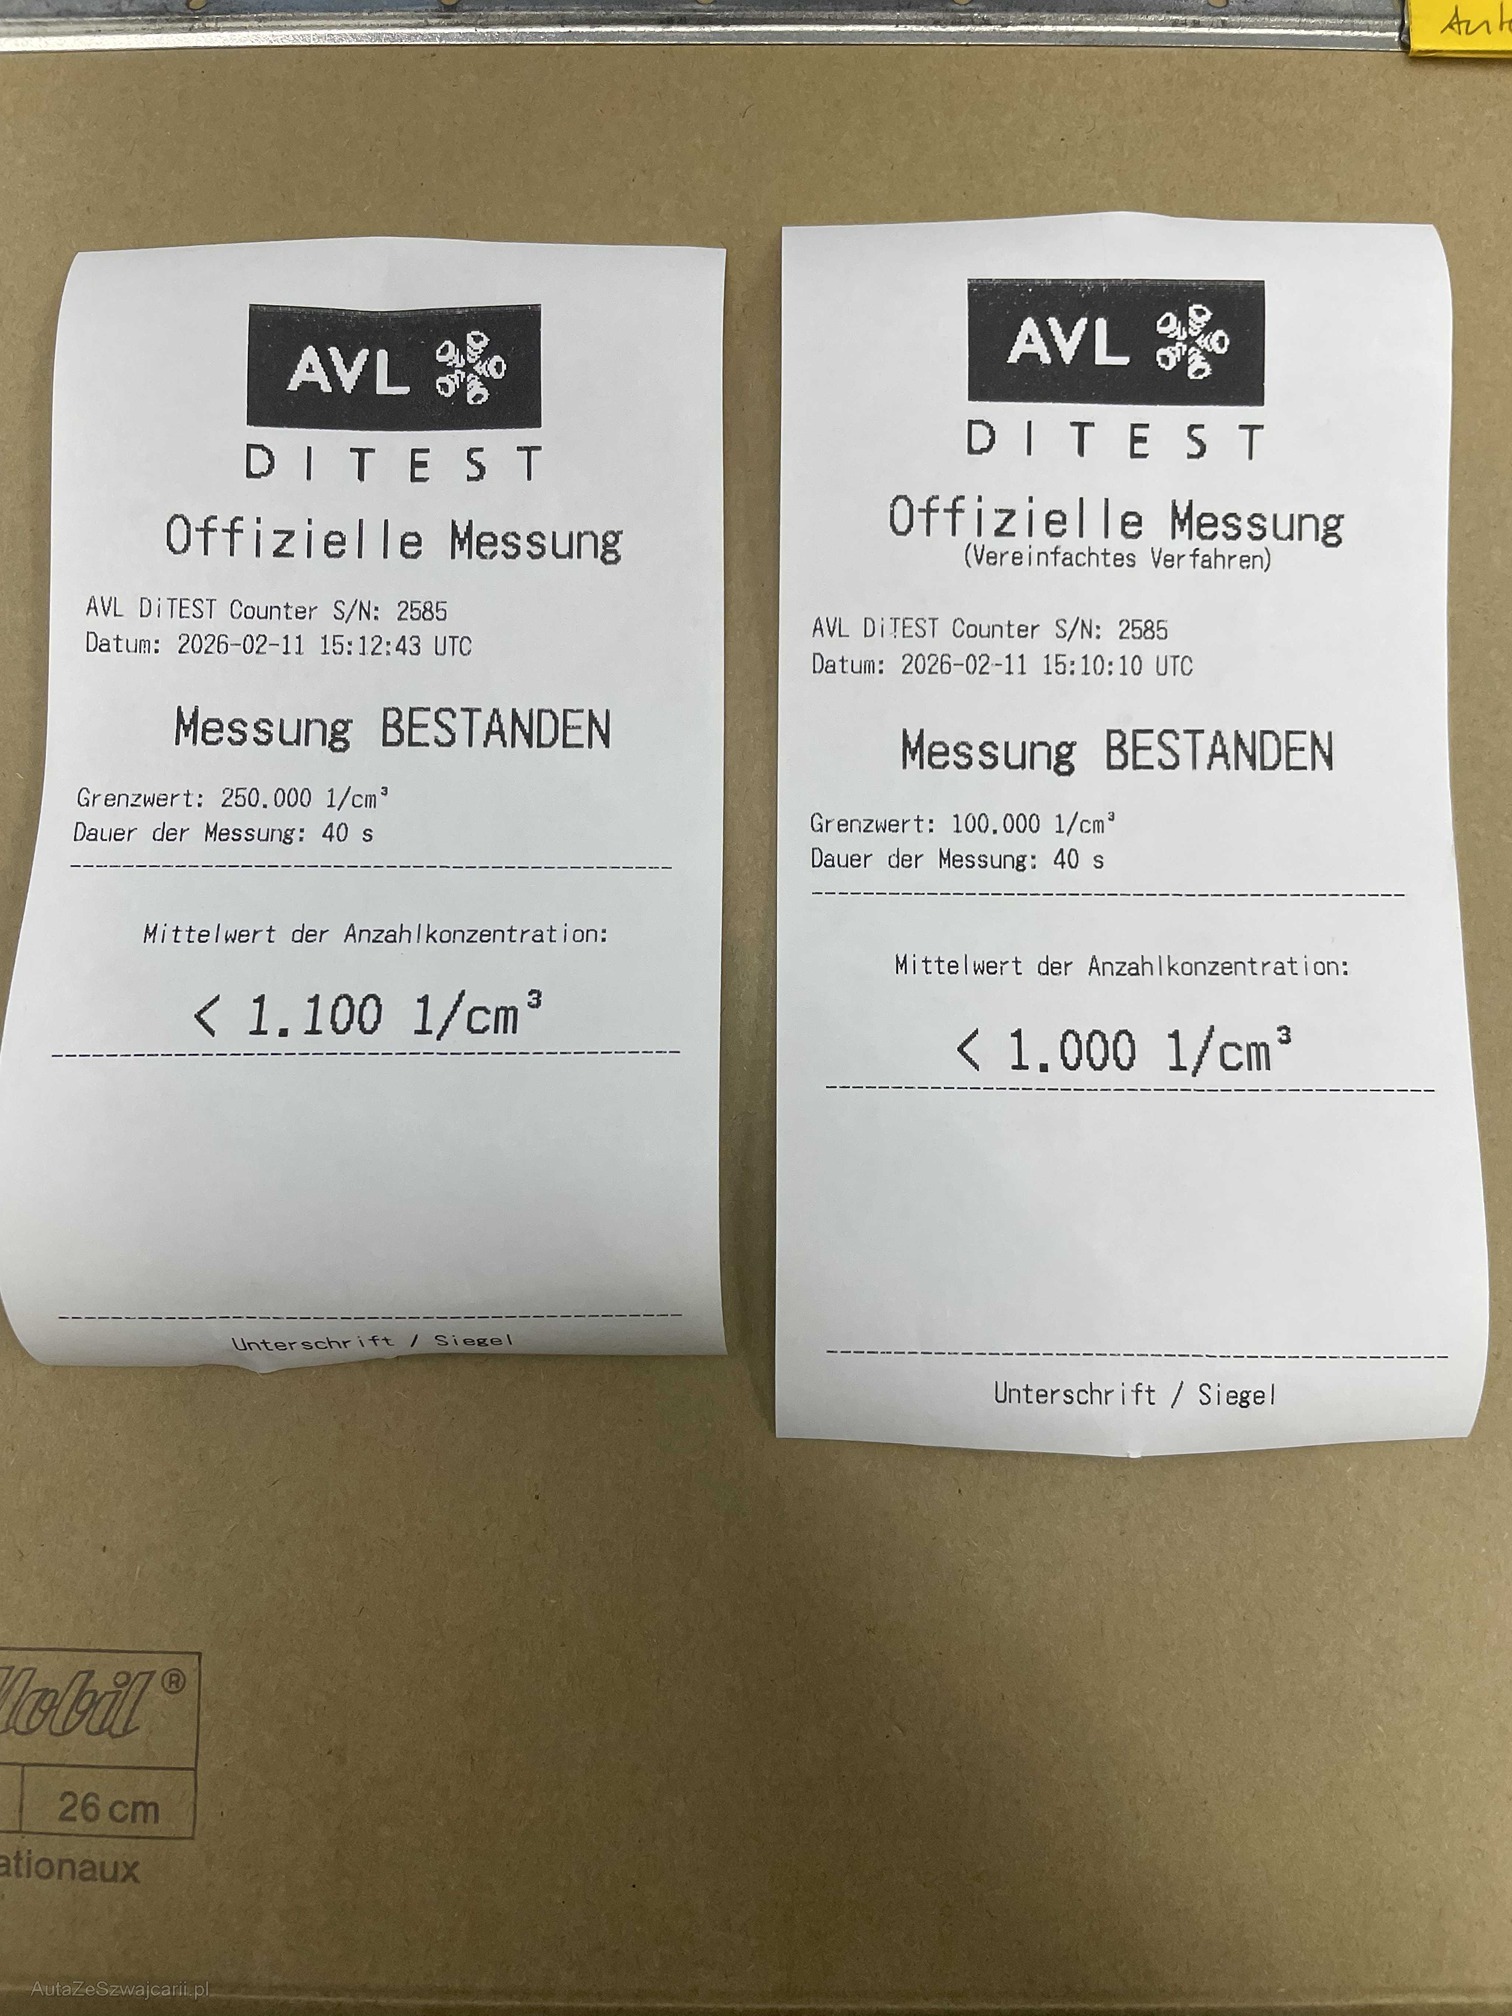 AVL
DITEST
Offizielle Messung
AVL DiTEST Counter S/N: 2585
Datum: 2026-02-11 15:12:43 UTC
Messung BESTANDEN
Grenzwert: 250.000 1/cm³
Dauer der Messung: 40 s
Mittelwert der Anzahlkonzentration:
< 1.100 1/cm³
Unterschrift / Siegel
AVL
DITEST
Offizielle Messung
(Vereinfachtes Verfahren)
AVL DiTEST Counter S/N: 2585
Datum: 2026-02-11 15:10:10 UTC
Messung BESTANDEN
Grenzwert: 100.000 1/cm³
Dauer der Messung: 40 s
Mittelwert der Anzahlkonzentration:
< 1.000 1/cm³
Unterschrift / Siegel
26 cm
AutaZeSzwajcarii.pl